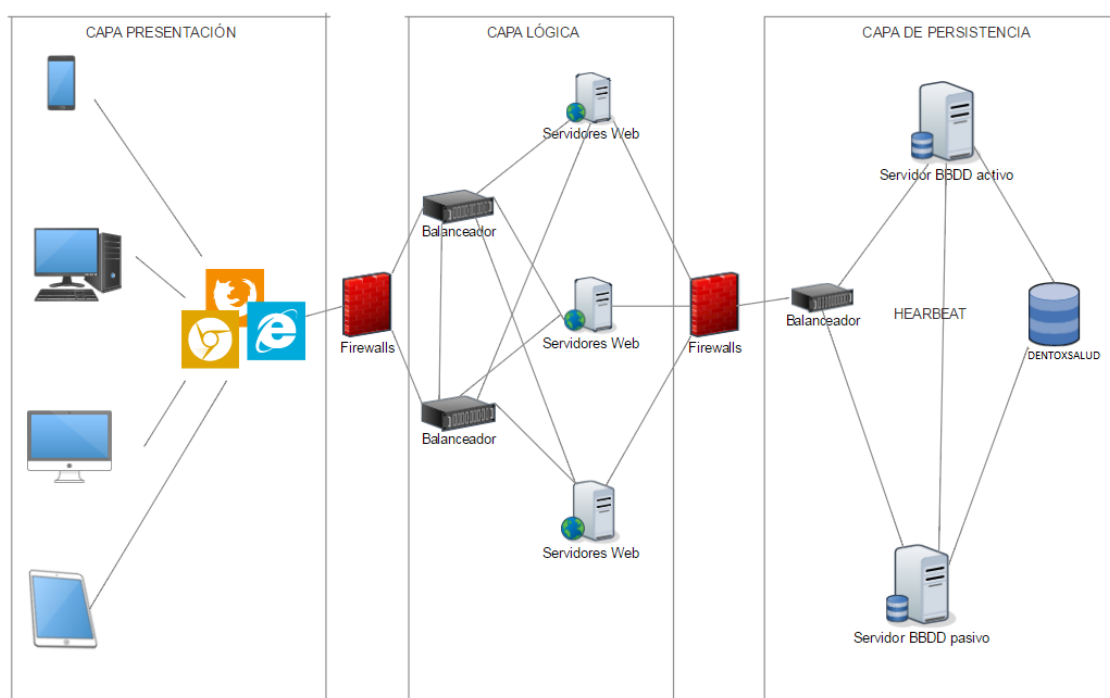 CAPA PRESENTACIÓN
Firewalls
CAPA LÓGICA
Servidores Web
Balanceador
Servidores Web
Balanceador
Servidores Web
Firewalls
CAPA DE PERSISTENCIA
Servidor BBDD activo
Balanceador
HEARBEAT
DENTOXSALUD
Servidor BBDD pasivo